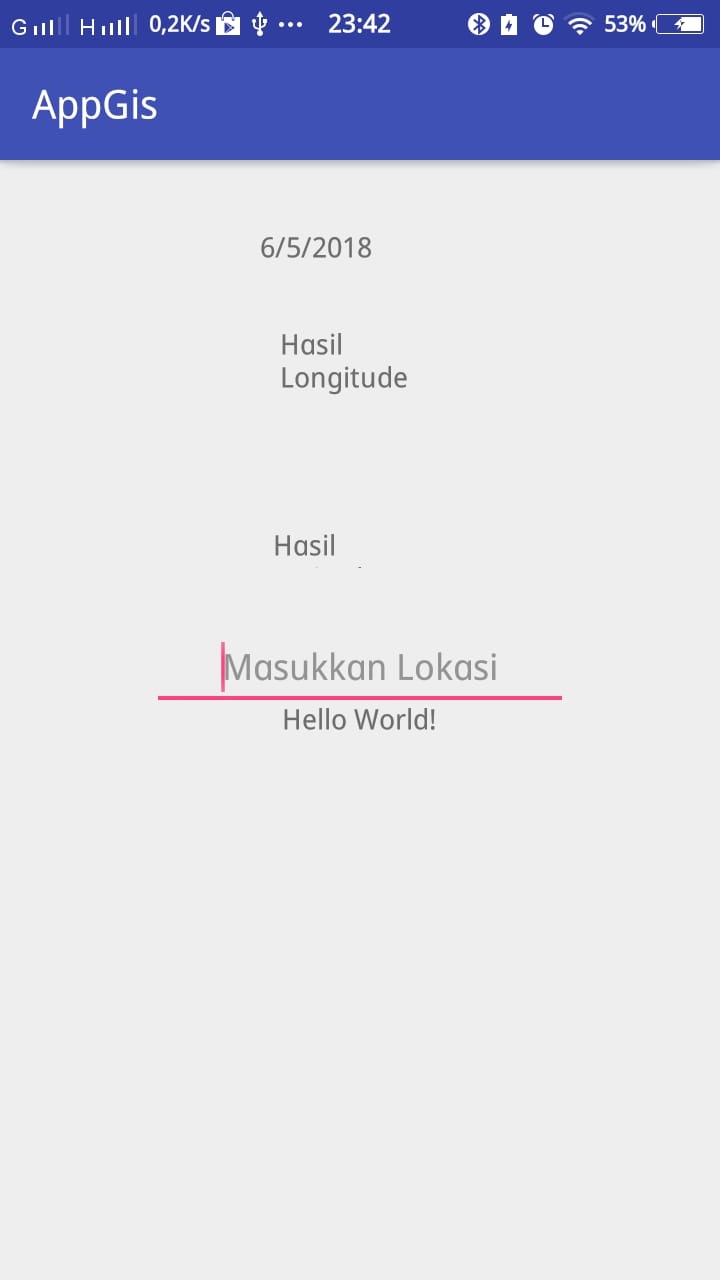 G H 0,2K/s 23:42 53%
AppGis
6/5/2018
Hasil
Longitude
Hasil
Masukkan Lokasi
Hello World!